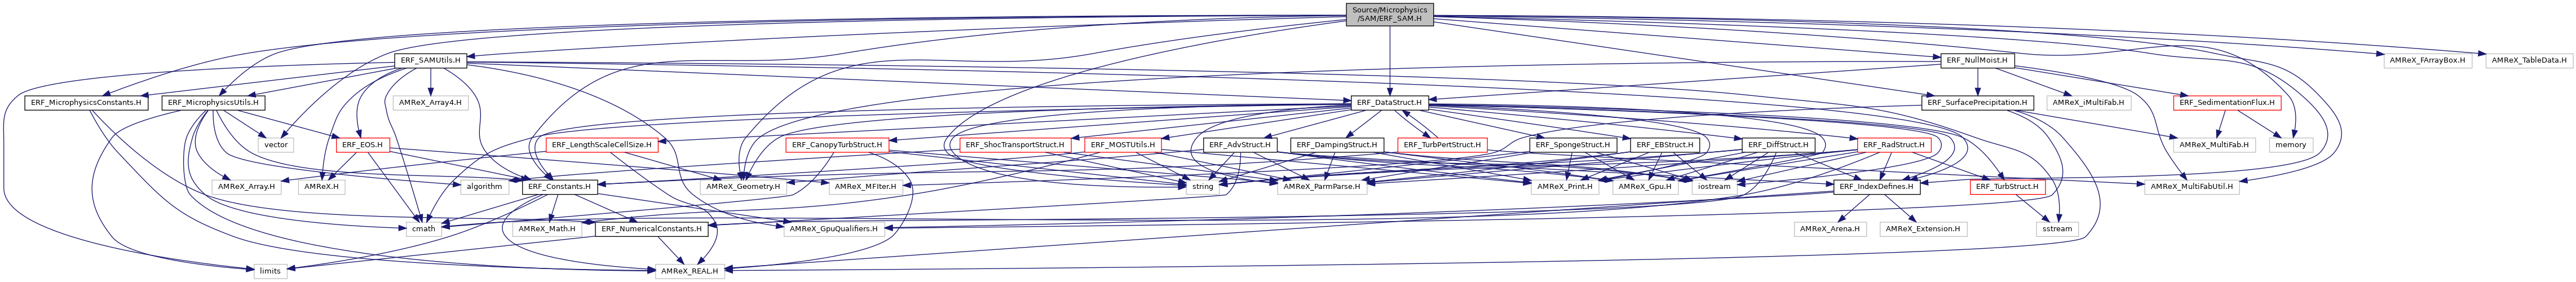 Source/Microphysics
/SAM/ERF_SAM.H
ERF_SAMUtils.H
ERF_NullMoist.H
AMReX_FArrayBox.H
AMReX_TableData.H
ERF_MicrophysicsConstants.H
ERF_MicrophysicsUtils.H
AMReX_Array4.H
ERF_DataStruct.H
ERF_SurfacePrecipitation.H
AMReX_iMultiFab.H
ERF_SedimentationFlux.H
vector
ERF_EOS.H
ERF_LengthScaleCellSize.H
ERF_CanopyTurbStruct.H
ERF_ShocTransportStruct.H
ERF_MOSTUtils.H
ERF_AdvStruct.H
ERF_DampingStruct.H
ERF_TurbPertStruct.H
ERF_SpongeStruct.H
ERF_EBStruct.H
ERF_DiffStruct.H
ERF_RadStruct.H
AMReX_MultiFab.H
memory
AMReX_Array.H
AMReX.H
algorithm
ERF_Constants.H
AMReX_Geometry.H
AMReX_MFIter.H
string
AMReX_ParmParse.H
AMReX_Print.H
AMReX_Gpu.H
iostream
ERF_IndexDefines.H
ERF_TurbStruct.H
AMReX_MultiFabUtil.H
cmath
AMReX_Math.H
ERF_NumericalConstants.H
AMReX_GpuQualifiers.H
AMReX_Arena.H
AMReX_Extension.H
sstream
limits
AMReX_REAL.H